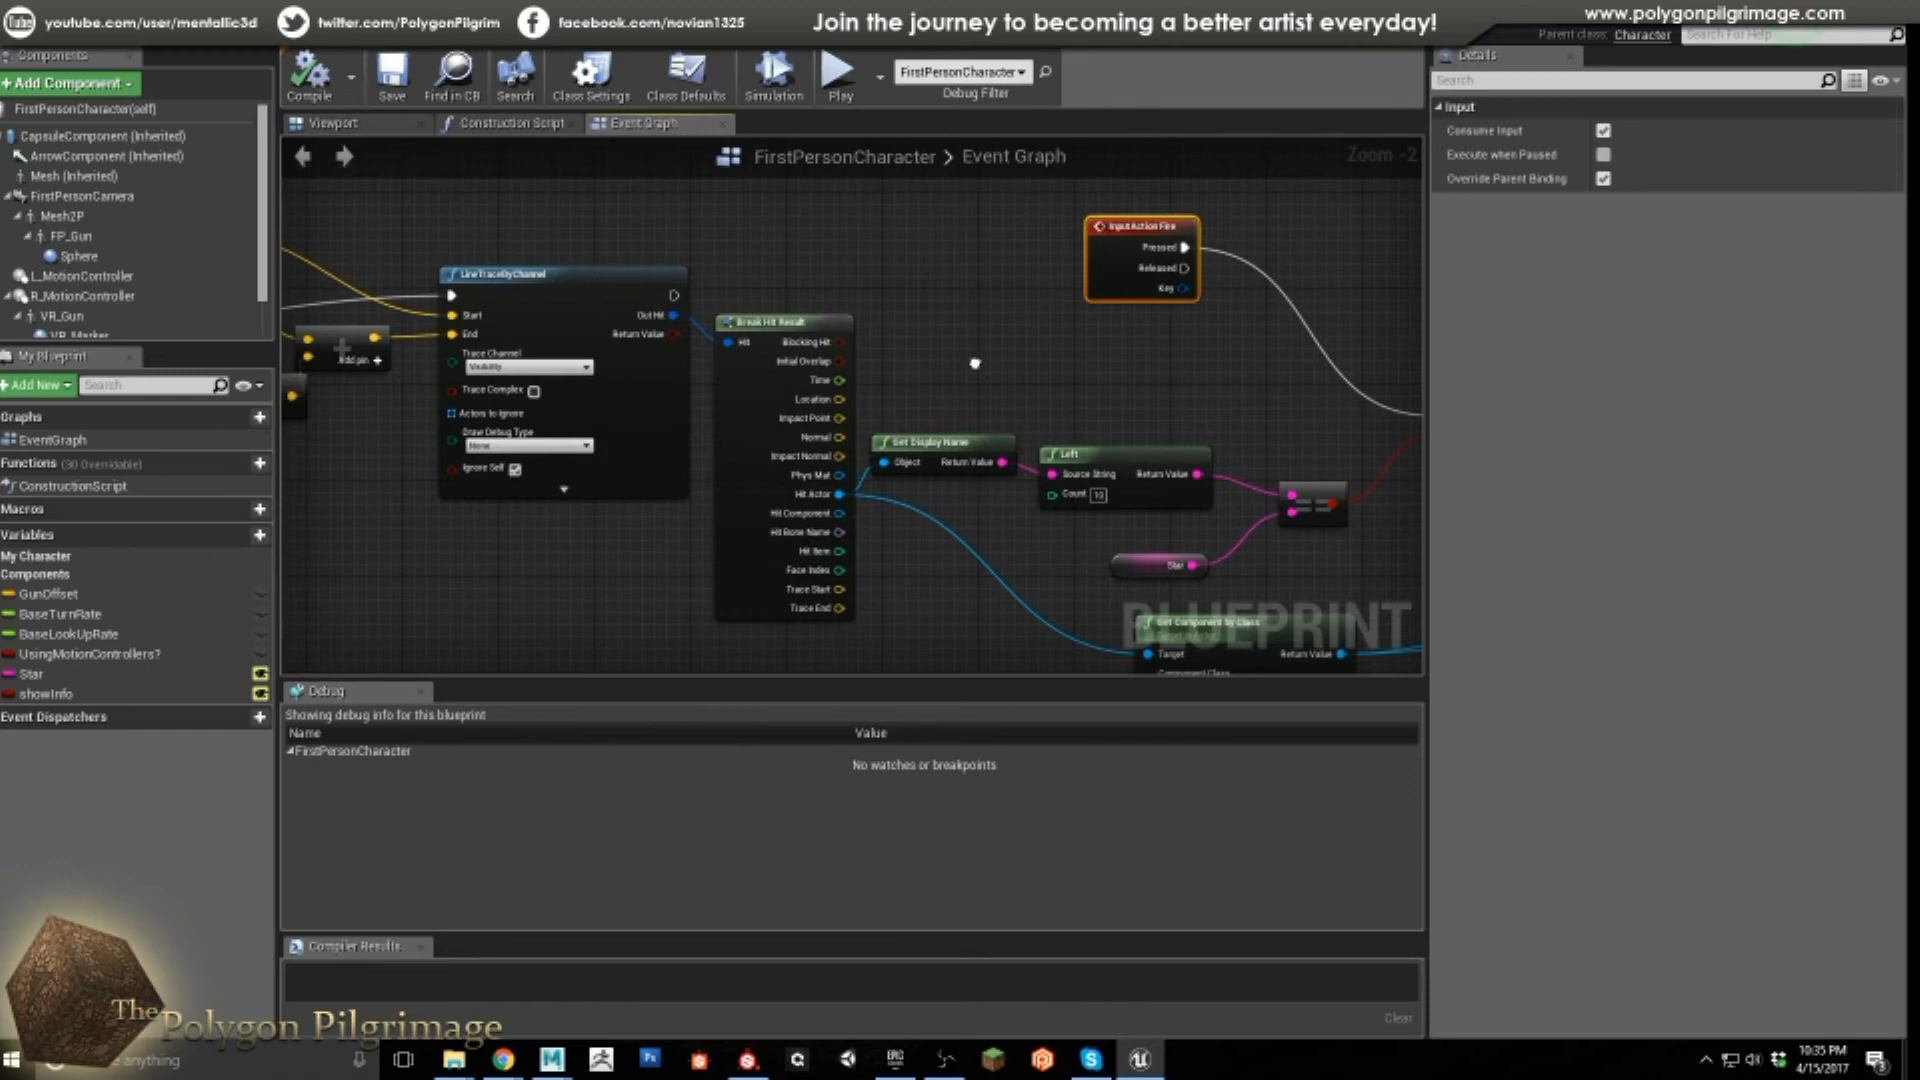 youtube.com/user/mentallic3d
twitter.com/PolygonPilgrim
facebook.com/novian1325
Join the journey to becoming a better artist everyday!
www.polygonpilgrimage.com
Parent class: Character
Search For Help
Components
+ Add Component
FirstPersonCharacter(self)
CapsuleComponent (Inherited)
ArrowComponent (Inherited)
Mesh (Inherited)
FirstPersonCamera
Mesh2P
FP_Gun
Sphere
L_MotionController
R_MotionController
VR_Gun
My Blueprint
+ Add New
Search
Graphs
EventGraph
Functions (30 Overridable)
ConstructionScript
Macros
Variables
My Character
Components
GunOffset
BaseTurnRate
BaseLookUpRate
UsingMotionControllers?
Star
showInfo
Event Dispatchers
Compile
Save
Find in CB
Search
Class Settings
Class Defaults
Simulation
Play
FirstPersonCharacter
Debug Filter
Viewport
Construction Script
Event Graph
FirstPersonCharacter > Event Graph
Zoom -2
Add pin +
LineTraceByChannel
Start
End
Out Hit
Return Value
Trace Channel
Visibility
Trace Complex
Actors to Ignore
Draw Debug Type
None
Ignore Self
Break Hit Result
Hit
Blocking Hit
Initial Overlap
Time
Location
Impact Point
Normal
Impact Normal
Phys Mat
Hit Actor
Hit Component
Hit Bone Name
Hit Item
Face Index
Trace Start
Trace End
InputAction Fire
Pressed
Released
Key
Get Display Name
Object
Return Value
Left
Source String
Return Value
Count
10
==
Star
BLUEPRINT
Get Component by Class
Target
Return Value
Component Class
Debug
Showing debug info for this blueprint
Name
Value
FirstPersonCharacter
No watches or breakpoints
Compiler Results
Clear
Details
Search
Input
Consume Input
Execute when Paused
Override Parent Binding
The Polygon Pilgrimage
anything
EPIC
10:35 PM
4/15/2017